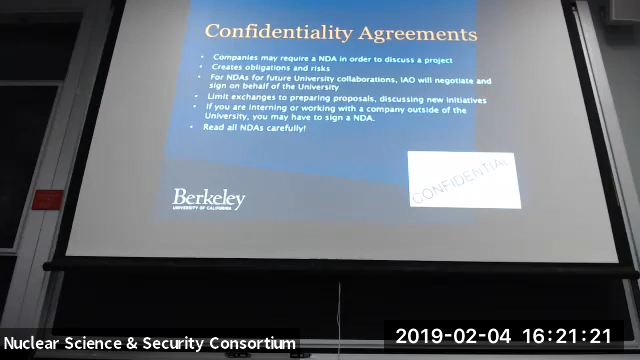 Confidentiality Agreements
• Companies may require a NDA in order to discuss a project
• Creates obligations and risks
• For NDAs for future University collaborations, IAO will negotiate and
sign on behalf of the University
• Limit exchanges to preparing proposals, discussing new initiatives
• If you are interning or working with a company outside of the
University, you may have to sign a NDA.
• Read all NDAs carefully!
CONFIDENTIAL
Berkeley
UNIVERSITY OF CALIFORNIA
Nuclear Science & Security Consortium
2019-02-04 16:21:21